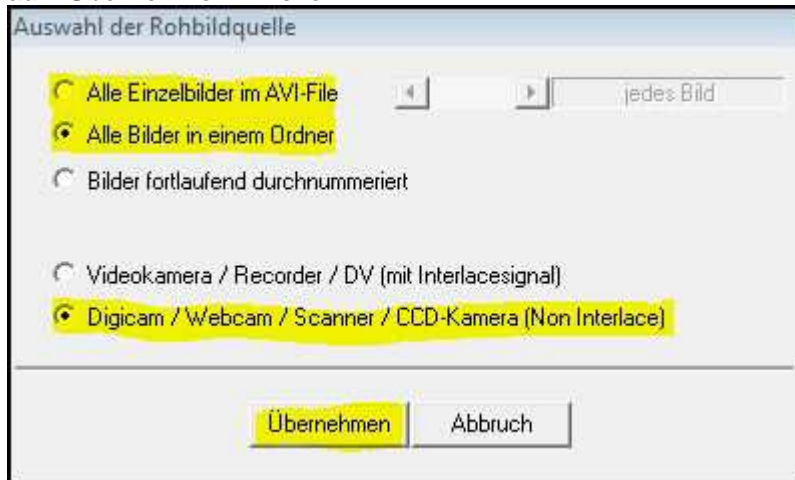 Auswahl der Rohbildquelle
Alle Einzelbilder im AVI-File jedes Bild
Alle Bilder in einem Ordner
Bilder fortlaufend durchnummeriert
Videokamera / Recorder / DV (mit Interlacesignal)
Digicam / Webcam / Scanner / CCD-Kamera (Non Interlace)
Übernehmen Abbruch